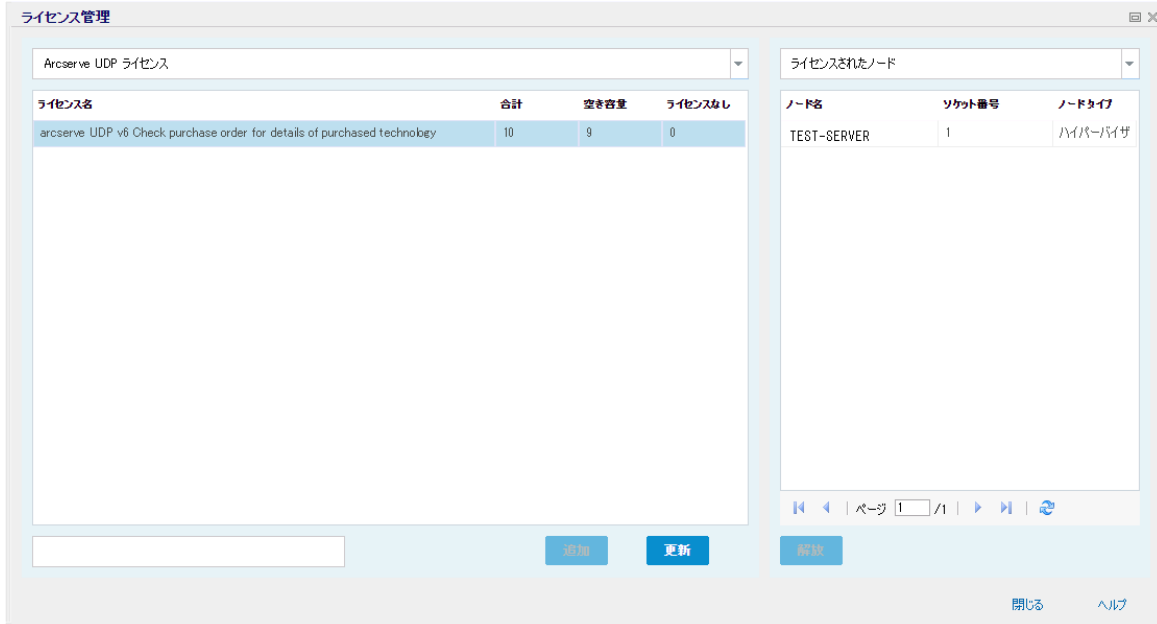 ライセンス管理
Arcserve UDP ライセンス
ライセンス名 合計 空き容量 ライセンスなし
arcserve UDP v6 Check purchase order for details of purchased technology 10 9 0
追加 更新
ライセンスされたノード
ノード名 ソケット番号 ノードタイプ
TEST-SERVER 1 ハイパーバイザ
ページ 1 /1
解放
閉じる ヘルプ